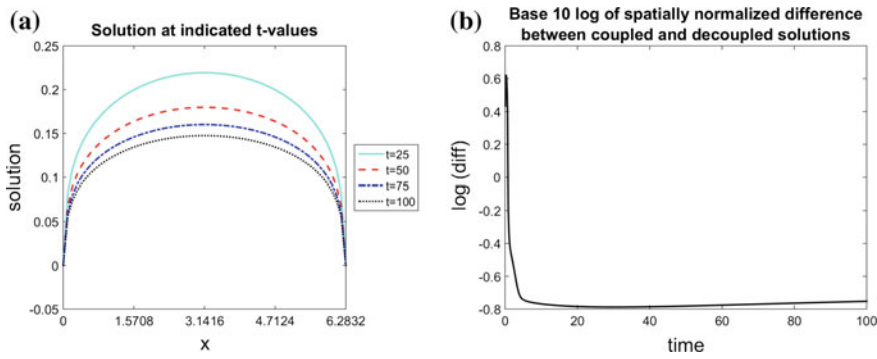 (a)
Solution at indicated t-values
0.25
0.2
0.15
0.1
0.05
0
-0.05
solution
0
1.5708
3.1416
4.7124
6.2832
x
t=25
t=50
t=75
t=100
(b)
Base 10 log of spatially normalized difference
between coupled and decoupled solutions
0.8
0.6
0.4
0.2
0
-0.2
-0.4
-0.6
-0.8
log (diff)
0
20
40
60
80
100
time